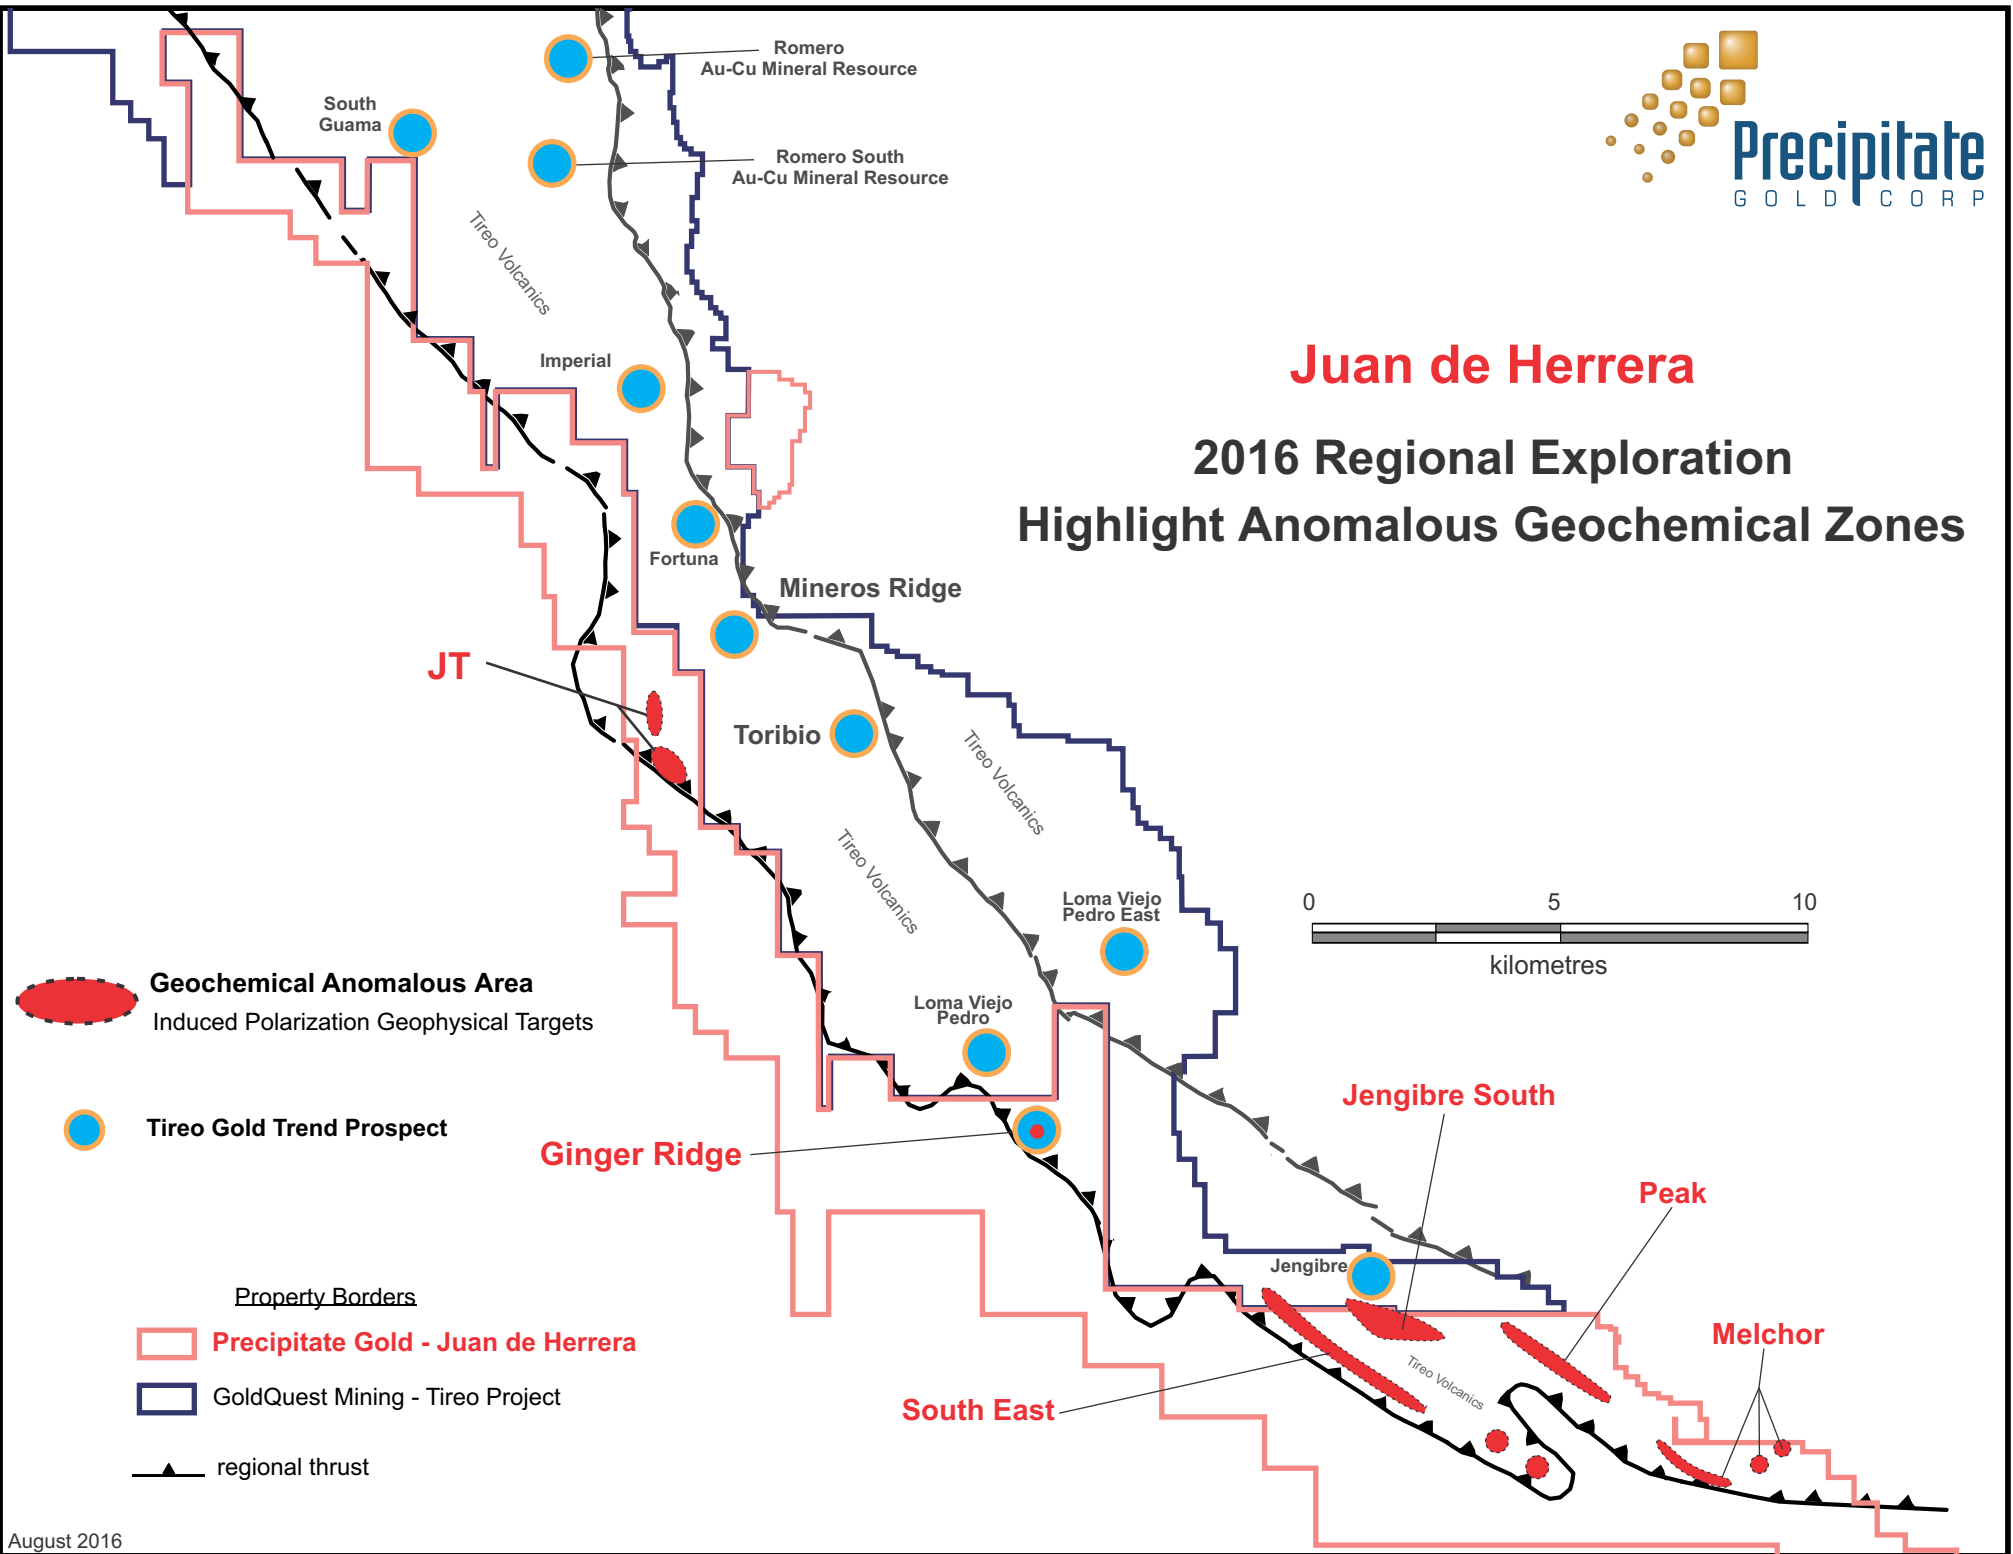 Romero
Au-Cu Mineral Resource
South
Guama
Romero South
Au-Cu Mineral Resource
Precipitate
GOLD CORP
Tireo Volcanics
Imperial
Juan de Herrera
2016 Regional Exploration
Highlight Anomalous Geochemical Zones
Fortuna
Mineros Ridge
JT
Toribio
Tireo Volcanics
Tireo Volcanics
Loma Viejo
Pedro East
0 5 10
kilometres
Geochemical Anomalous Area
Induced Polarization Geophysical Targets
Loma Viejo
Pedro
Tireo Gold Trend Prospect
Ginger Ridge
Jengibre South
Peak
Jengibre
Property Borders
Precipitate Gold - Juan de Herrera
Melchor
Tireo Volcanics
GoldQuest Mining - Tireo Project
South East
regional thrust
August 2016